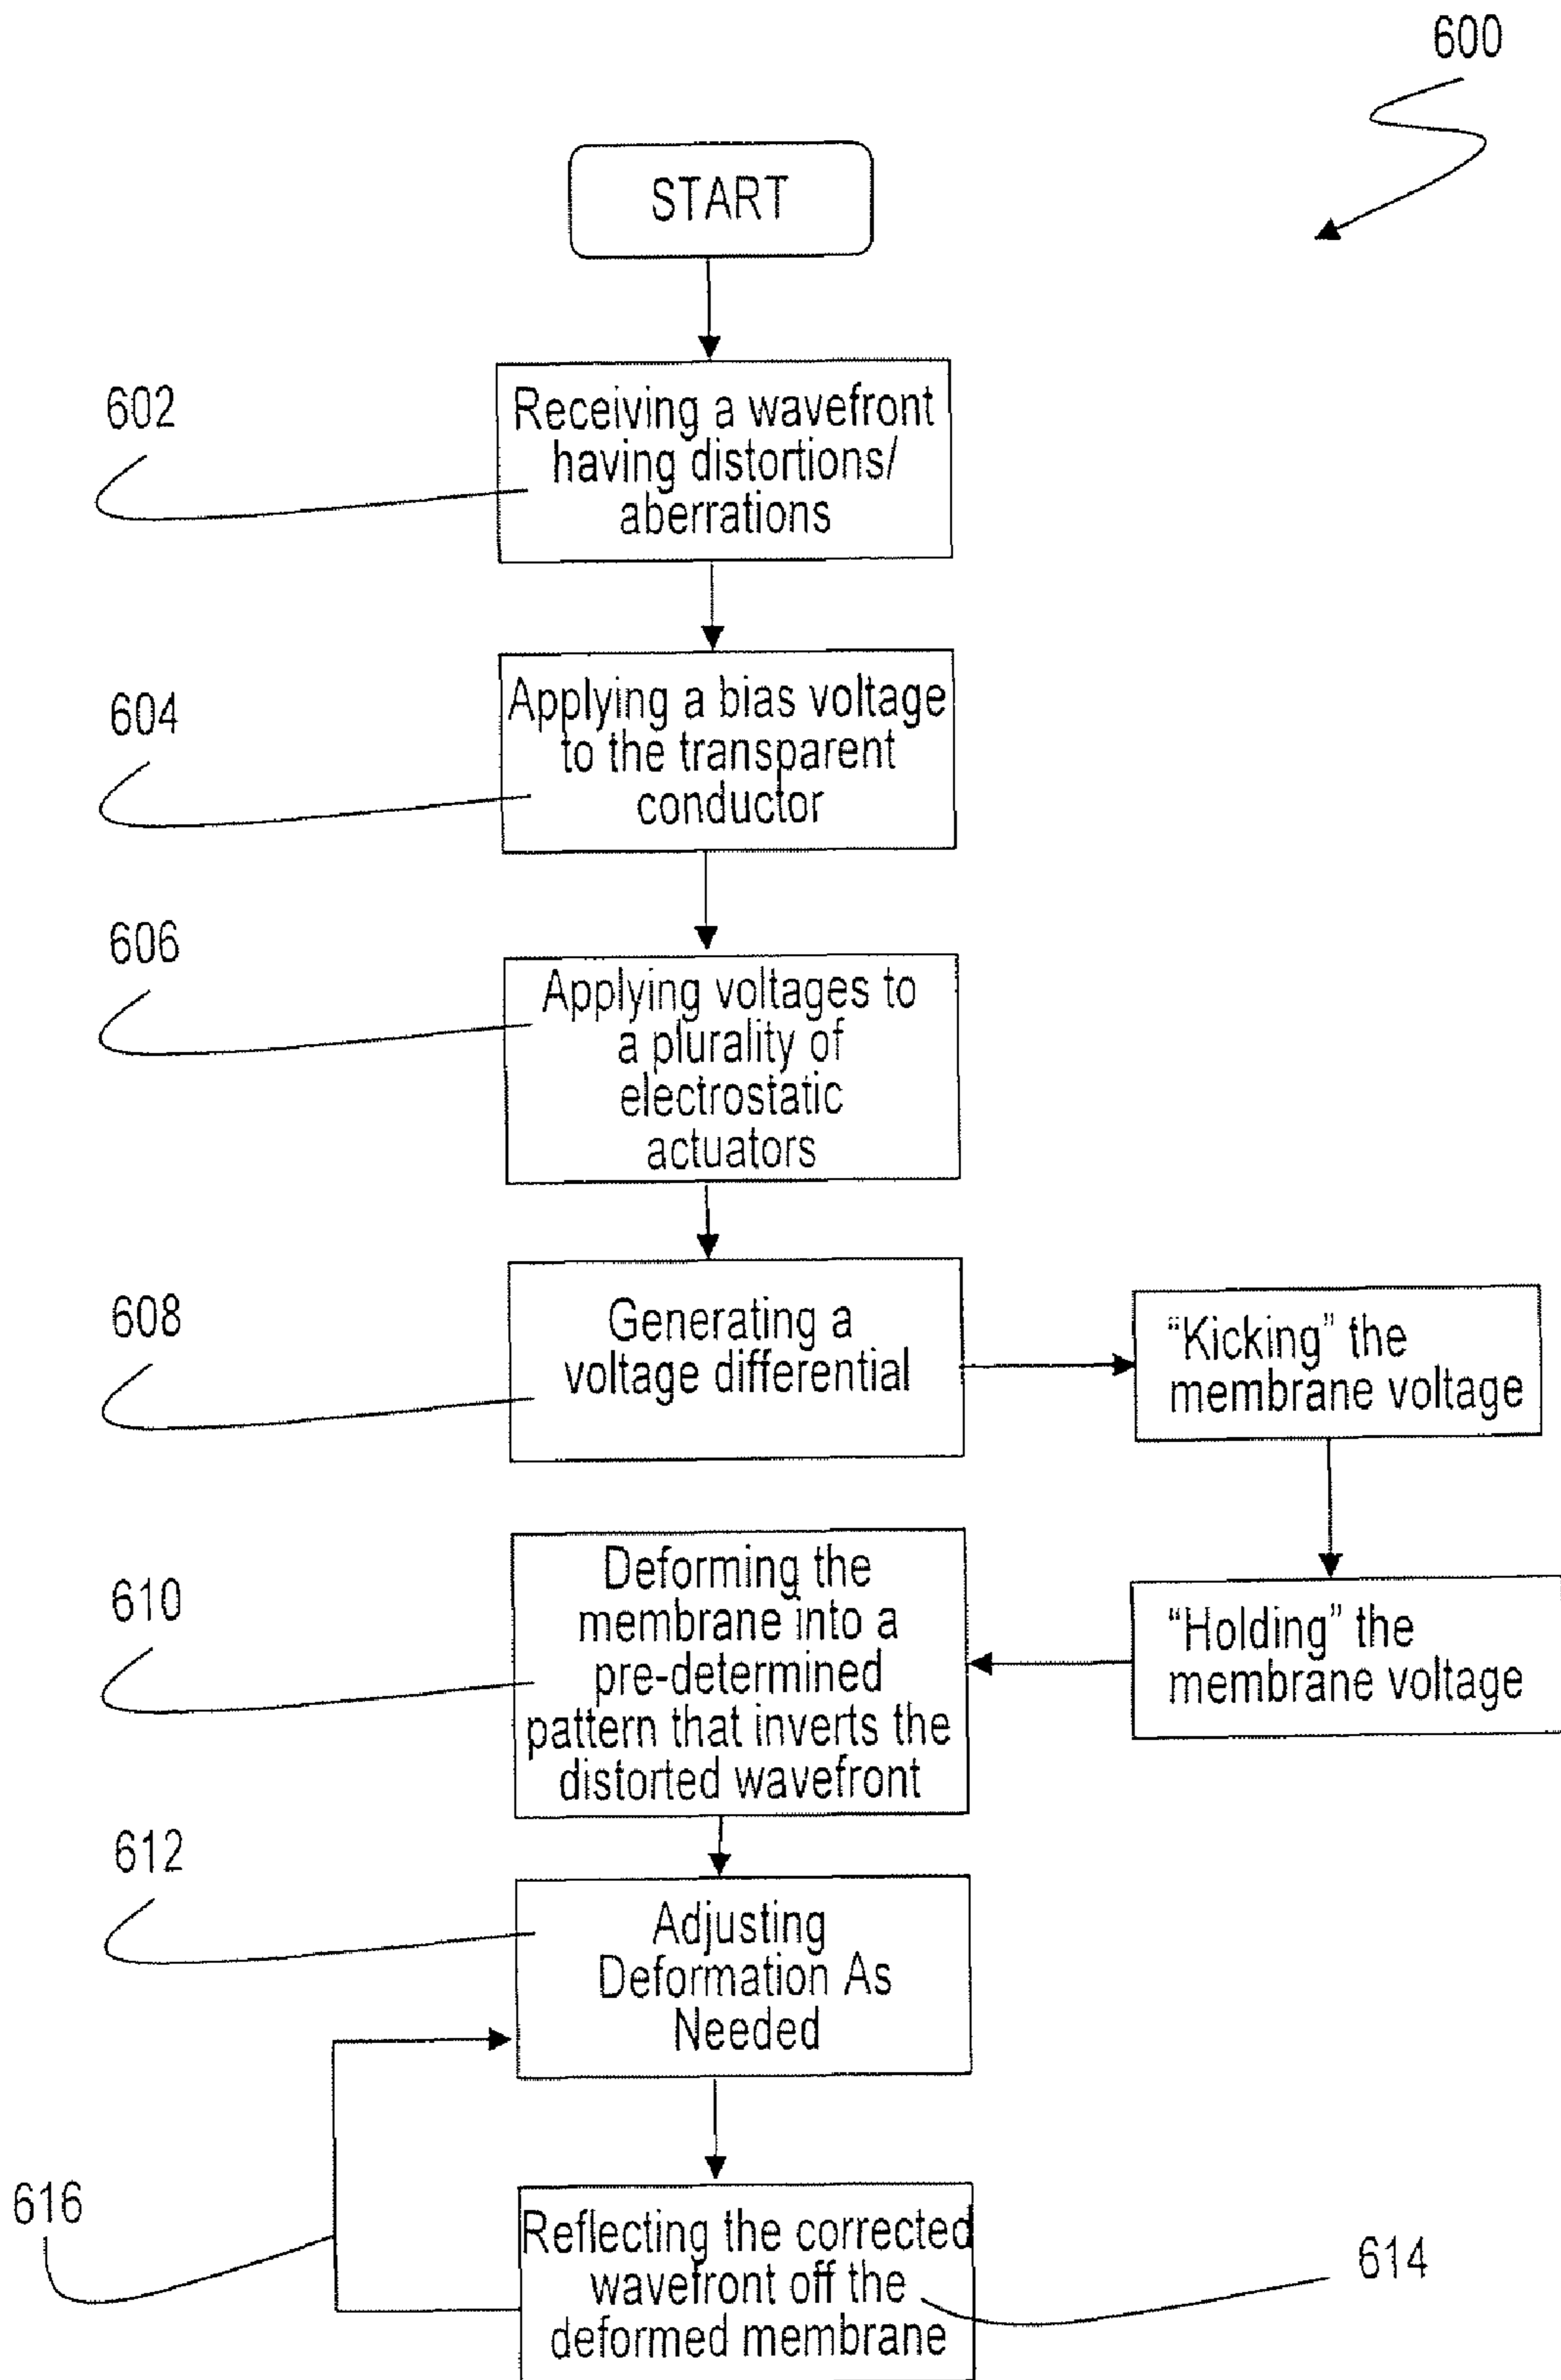 600
START
602
Receiving a wavefront
having distortions/
aberrations
604
Applying a bias voltage
to the transparent
conductor
606
Applying voltages to
a plurality of
electrostatic
actuators
608
Generating a
voltage differential
“Kicking” the
membrane voltage
610
Deforming the
membrane into a
pre-determined
pattern that inverts the
distorted wavefront
“Holding” the
membrane voltage
612
Adjusting
Deformation As
Needed
616
Reflecting the corrected
wavefront off the
deformed membrane
614